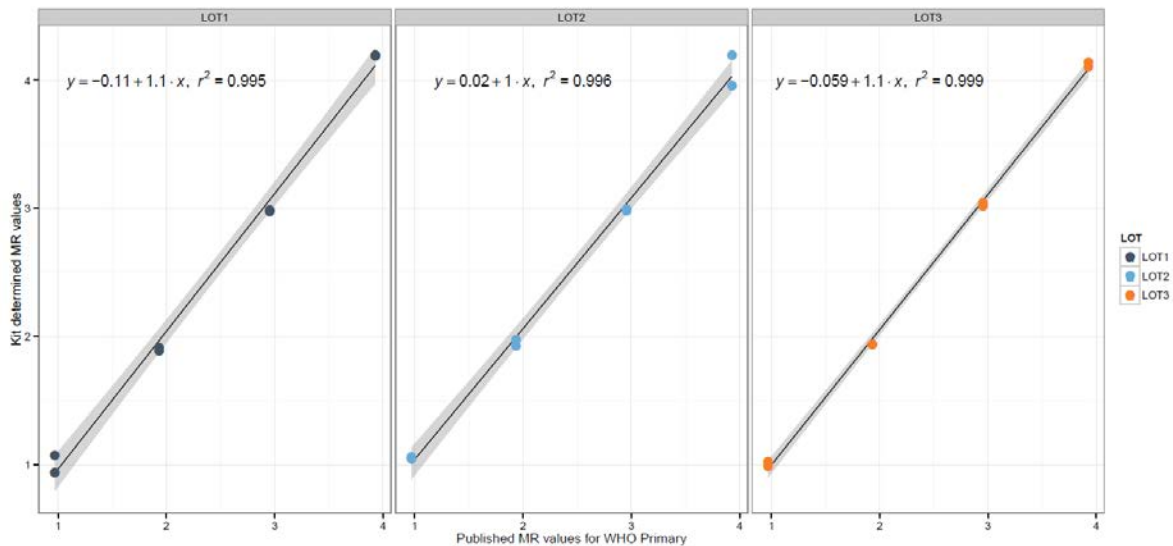 LOT1 LOT2 LOT3
y = −0.11 + 1.1 · x, r² = 0.995 y = 0.02 + 1 · x, r² = 0.996 y = −0.059 + 1.1 · x, r² = 0.999
4
3
2
1
Kit determined MR values
LOT
LOT1
LOT2
LOT3
1 2 3 4 1 2 3 4 1 2 3 4
Published MR values for WHO Primary